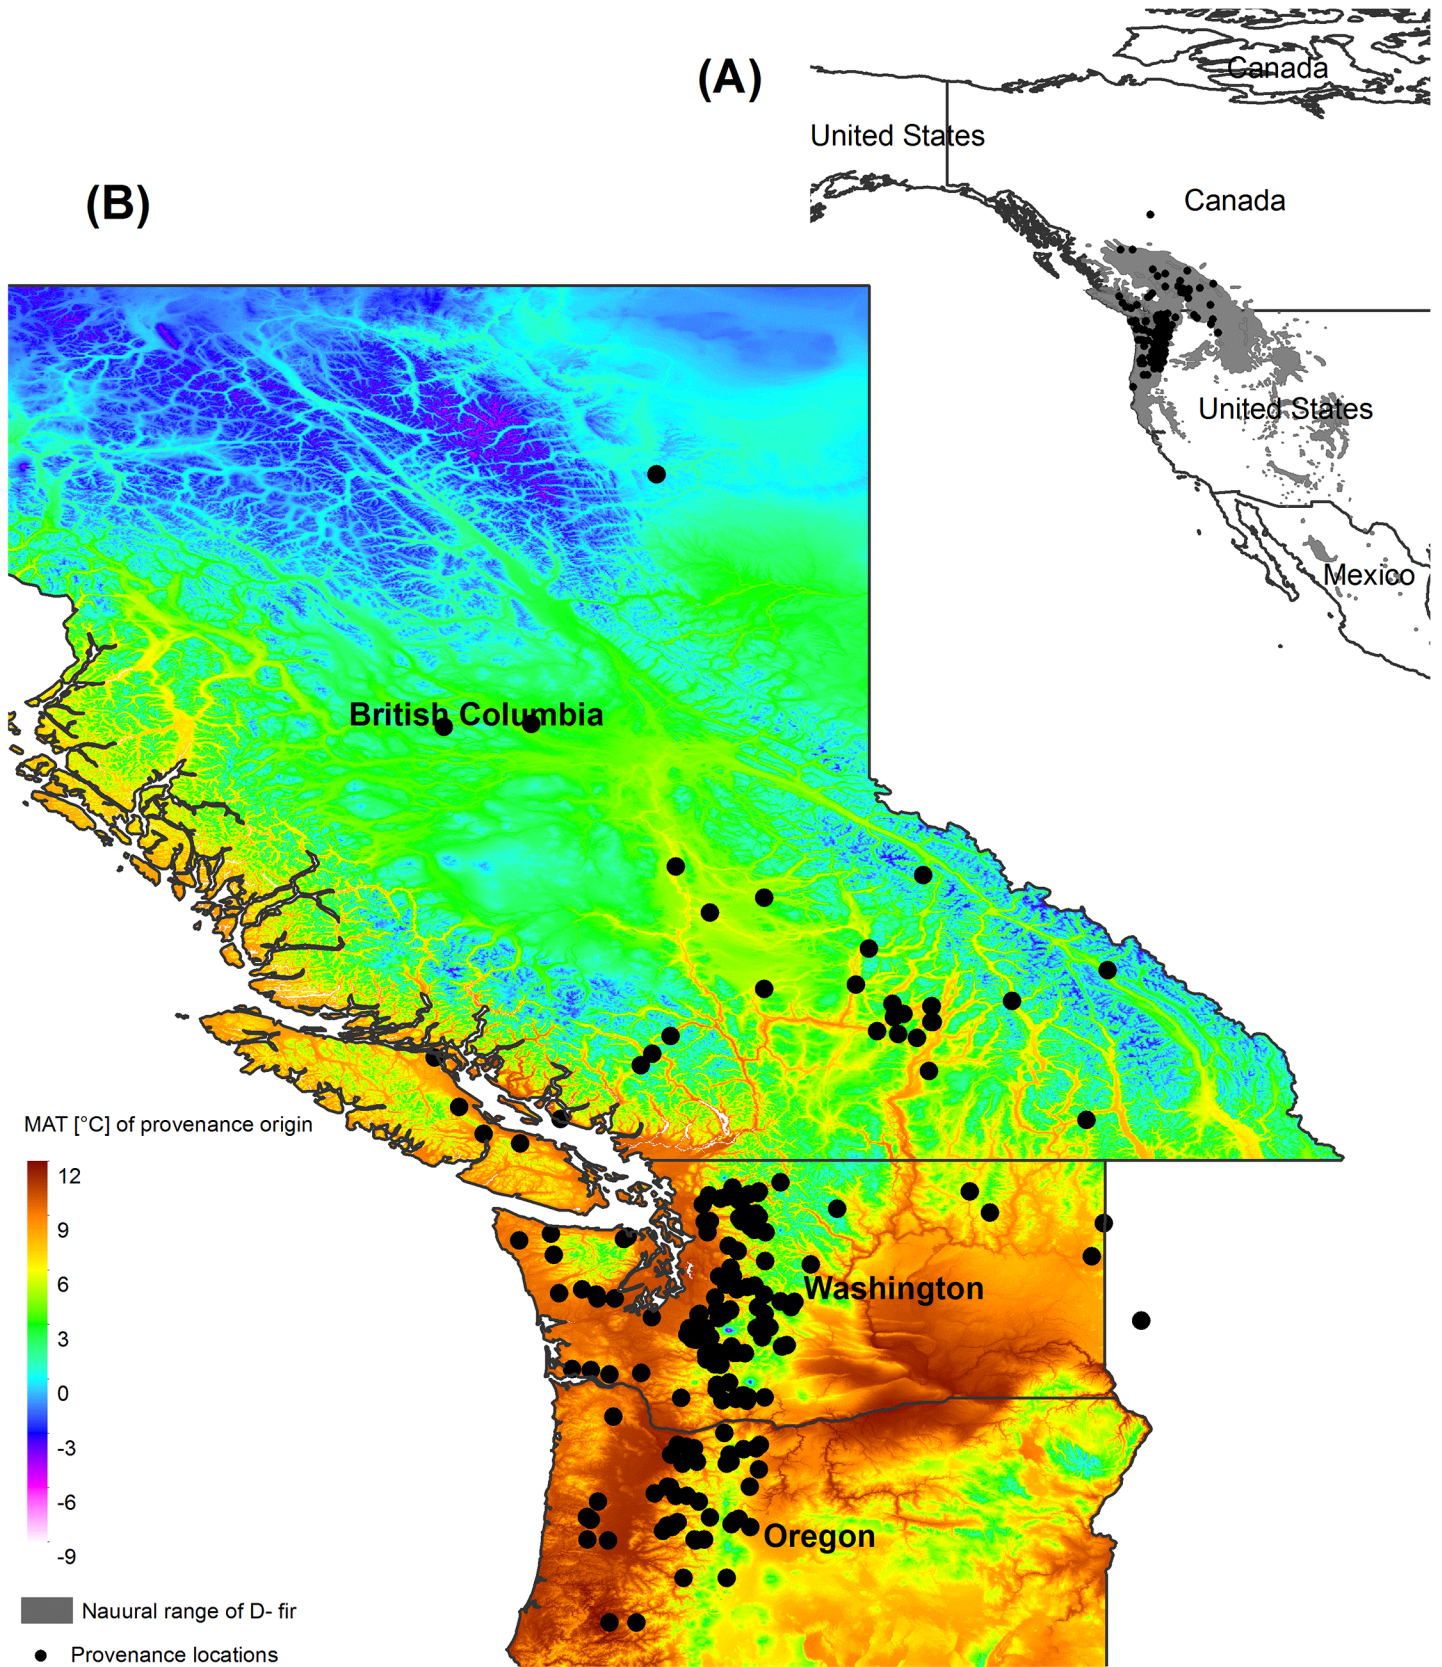 (A)
Canada
United States
Canada
(B)
United States
Mexico
British Columbia
MAT [°C] of provenance origin
12
9
6
3
0
-3
-6
-9
Washington
Oregon
Nauural range of D- fir
Provenance locations